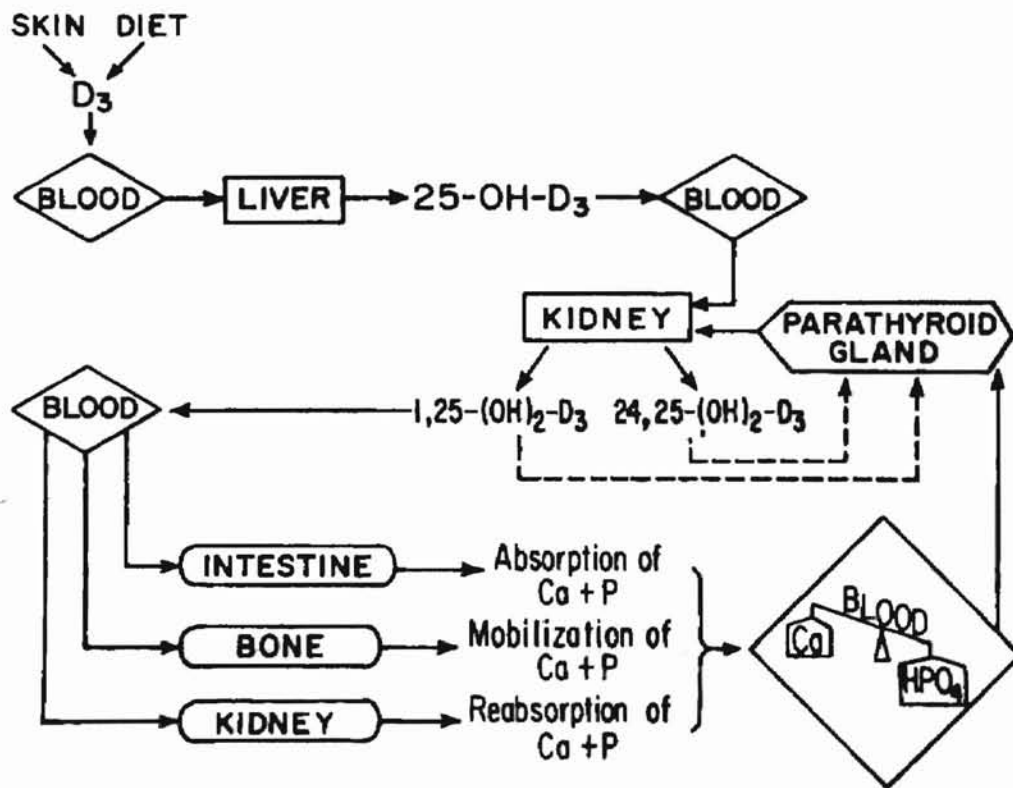 SKIN DIET
D₃
BLOOD
LIVER
25-OH-D₃
BLOOD
KIDNEY
PARATHYROID
GLAND
BLOOD
1,25-(OH)₂-D₃
24,25-(OH)₂-D₃
INTESTINE
Absorption of
Ca + P
BONE
Mobilization of
Ca + P
KIDNEY
Reabsorption of
Ca + P
BLOOD
Ca
HPO₄